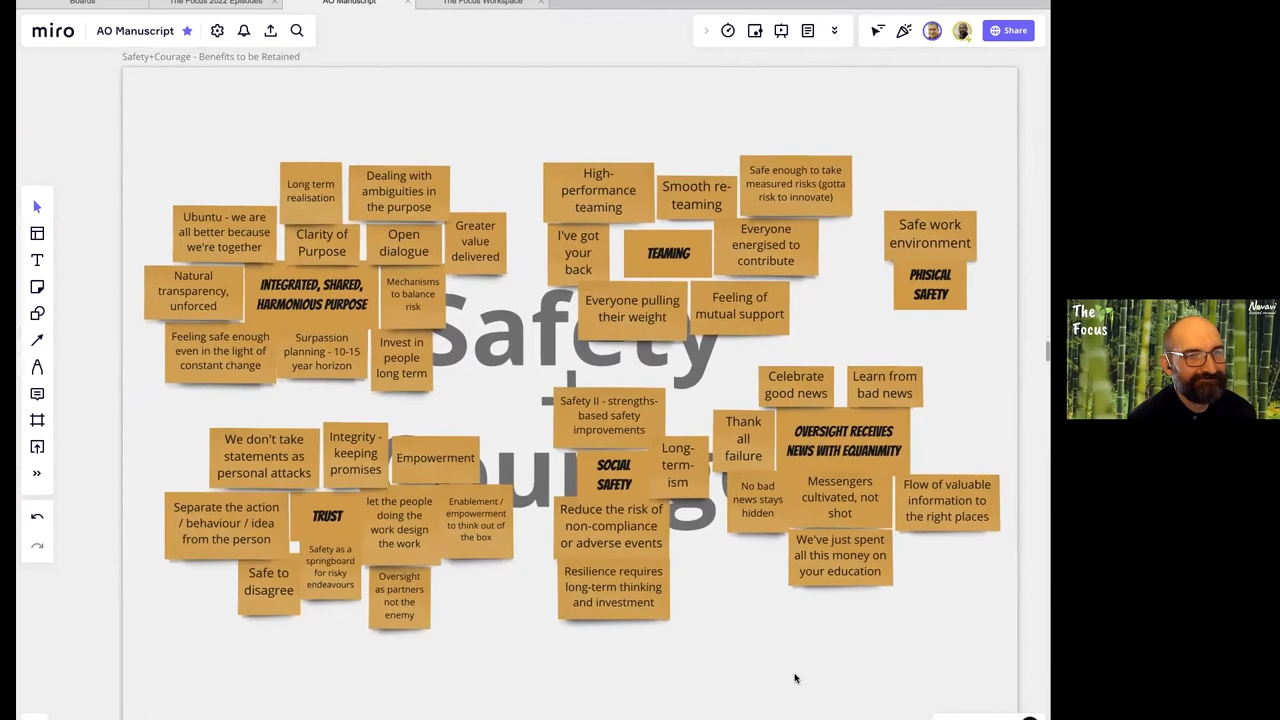 Boards
The Focus 2022 Episodes
AO Manuscript
The Focus Workspace
miro
AO Manuscript
Share
Safety+Courage - Benefits to be Retained
Long term
realisation
Dealing with
ambiguities in
the purpose
Ubuntu - we are
all better because
we're together
Clarity of
Purpose
Open
dialogue
Greater
value
delivered
Natural
transparency,
unforced
INTEGRATED, SHARED,
HARMONIOUS PURPOSE
Mechanisms
to balance
risk
Feeling safe enough
even in the light of
constant change
Surpassion
planning - 10-15
year horizon
Invest in
people
long term
High-
performance
teaming
Smooth re-
teaming
Safe enough to take
measured risks (gotta
risk to innovate)
I've got
your
back
TEAMING
Everyone
energised to
contribute
Everyone pulling
their weight
Feeling of
mutual support
Safe work
environment
PHISICAL
SAFETY
Safety
+
We don't take
statements as
personal attacks
Integrity -
keeping
promises
Empowerment
Separate the action
/ behaviour / idea
from the person
TRUST
let the people
doing the
work design
the work
Enablement /
empowerment
to think out of
the box
Safe to
disagree
Safety as a
springboard
for risky
endeavours
Oversight
as partners
not the
enemy
Safety II - strengths-
based safety
improvements
SOCIAL
SAFETY
Long-
term-
ism
Reduce the risk of
non-compliance
or adverse events
Resilience requires
long-term thinking
and investment
Celebrate
good news
Learn from
bad news
Thank
all
failure
OVERSIGHT RECEIVES
NEWS WITH EQUANIMITY
No bad
news stays
hidden
Messengers
cultivated, not
shot
Flow of valuable
information to
the right places
We've just spent
all this money on
your education
The
Focus
Novavi